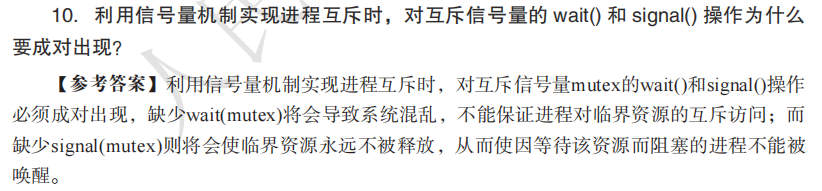 10. 利用信号量机制实现进程互斥时，对互斥信号量的 wait() 和 signal() 操作为什么
要成对出现？
【参考答案】利用信号量机制实现进程互斥时，对互斥信号量mutex的wait()和signal()操作
必须成对出现，缺少wait(mutex)将会导致系统混乱，不能保证进程对临界资源的互斥访问；而
缺少signal(mutex)则将会使临界资源永远不被释放，从而使因等待该资源而阻塞的进程不能被
唤醒。